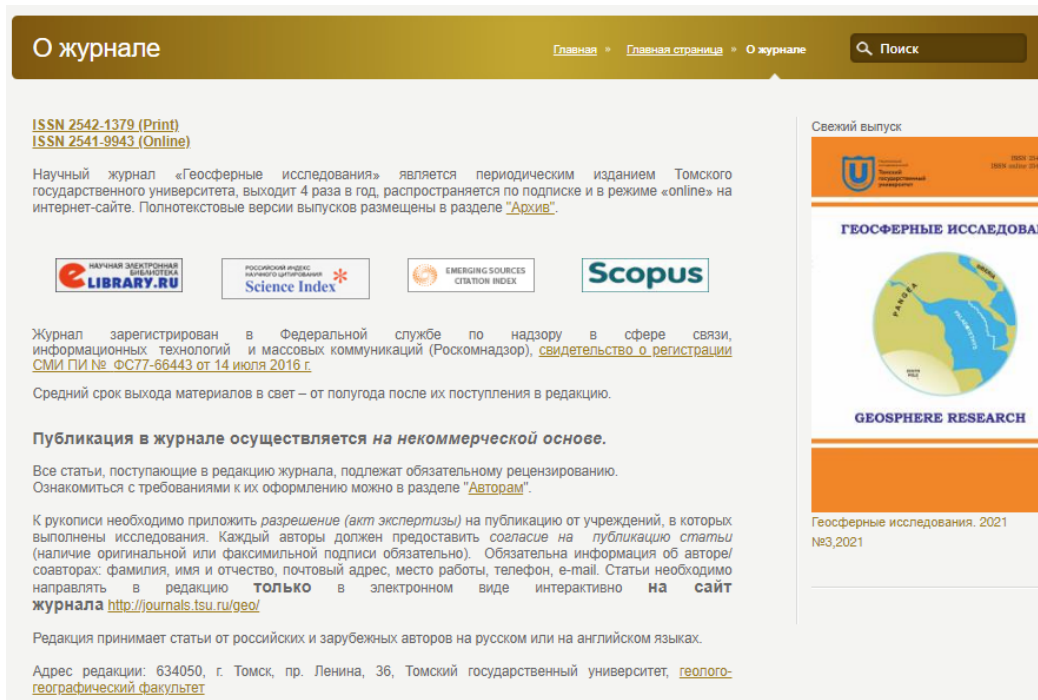 О журнале
Главная » Главная страница » О журнале
Поиск
ISSN 2542-1379 (Print)
ISSN 2541-9943 (Online)
Научный журнал «Геосферные исследования» является периодическим изданием Томского
государственного университета, выходит 4 раза в год, распространяется по подписке и в режиме «online» на
интернет-сайте. Полнотекстовые версии выпусков размещены в разделе "Архив".
НАУЧНАЯ ЭЛЕКТРОННАЯ
БИБЛИОТЕКА
eLIBRARY.RU
РОССИЙСКИЙ ИНДЕКС
НАУЧНОГО ЦИТИРОВАНИЯ
Science Index*
EMERGING SOURCES
CITATION INDEX
Scopus
Журнал зарегистрирован в Федеральной службе по надзору в сфере связи,
информационных технологий и массовых коммуникаций (Роскомнадзор), свидетельство о регистрации
СМИ ПИ № ФС77-66443 от 14 июля 2016 г.
Средний срок выхода материалов в свет – от полугода после их поступления в редакцию.
Публикация в журнале осуществляется на некоммерческой основе.
Все статьи, поступающие в редакцию журнала, подлежат обязательному рецензированию.
Ознакомиться с требованиями к их оформлению можно в разделе "Авторам".
К рукописи необходимо приложить разрешение (акт экспертизы) на публикацию от учреждений, в которых
выполнены исследования. Каждый авторы должен предоставить согласие на публикацию статьи
(наличие оригинальной или факсимильной подписи обязательно). Обязательна информация об авторе/
соавторах: фамилия, имя и отчество, почтовый адрес, место работы, телефон, e-mail. Статьи необходимо
направлять в редакцию только в электронном виде интерактивно на сайт
журнала http://journals.tsu.ru/geo/
Редакция принимает статьи от российских и зарубежных авторов на русском или на английском языках.
Адрес редакции: 634050, г. Томск, пр. Ленина, 36, Томский государственный университет, геолого-
географический факультет
Свежий выпуск
Томский
государственный
университет
ГЕОСФЕРНЫЕ ИССЛЕДОВА
PANGEA
GEOSPHERE RESEARCH
Геосферные исследования. 2021
№3,2021